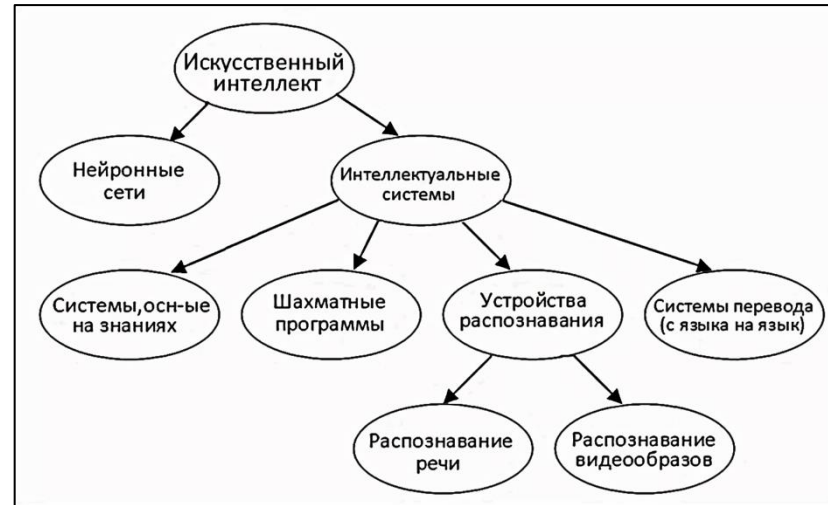 Искусственный
интеллект
Нейронные
сети
Интеллектуальные
системы
Системы,осн-ые
на знаниях
Шахматные
программы
Устройства
распознавания
Системы перевода
(с языка на язык)
Распознавание
речи
Распознавание
видеообразов